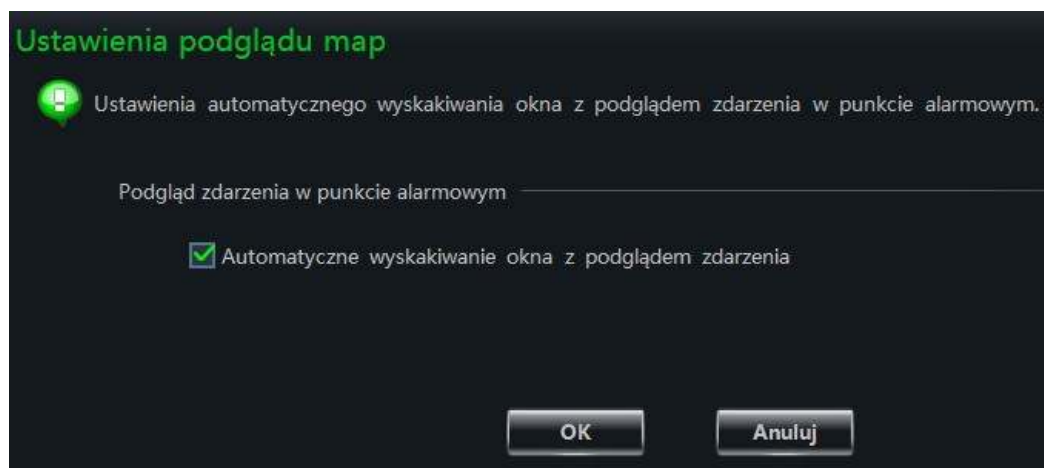 Ustawienia podglądu map
Ustawienia automatycznego wyskakiwania okna z podglądem zdarzenia w punkcie alarmowym.
Podgląd zdarzenia w punkcie alarmowym
Automatyczne wyskakiwanie okna z podglądem zdarzenia
OK Anuluj